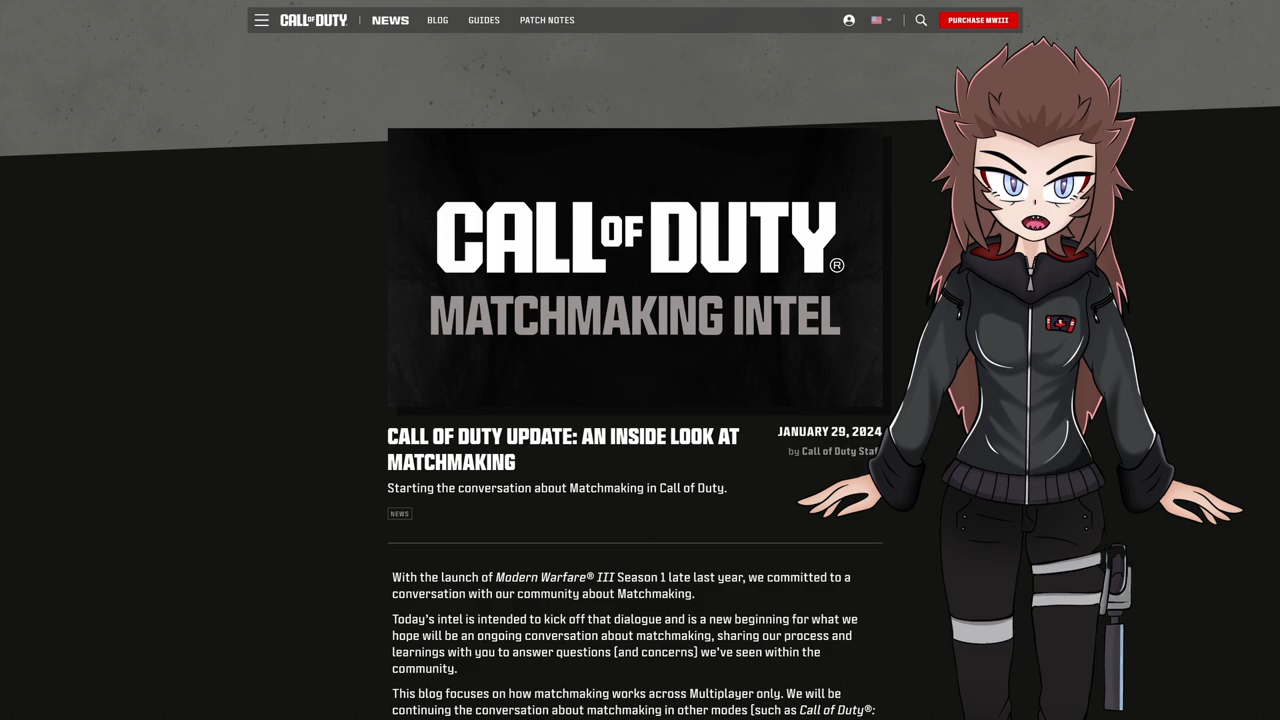 CALL OF DUTY
NEWS
BLOG
GUIDES
PATCH NOTES
PURCHASE MWIII
CALL OF DUTY®
MATCHMAKING INTEL
CALL OF DUTY UPDATE: AN INSIDE LOOK AT
MATCHMAKING
JANUARY 29, 2024
by Call of Duty Staf
Starting the conversation about Matchmaking in Call of Duty.
NEWS
With the launch of Modern Warfare® III Season 1 late last year, we committed to a
conversation with our community about Matchmaking.
Today's intel is intended to kick off that dialogue and is a new beginning for what we
hope will be an ongoing conversation about matchmaking, sharing our process and
learnings with you to answer questions (and concerns) we've seen within the
community.
This blog focuses on how matchmaking works across Multiplayer only. We will be
continuing the conversation about matchmaking in other modes (such as Call of Duty®: